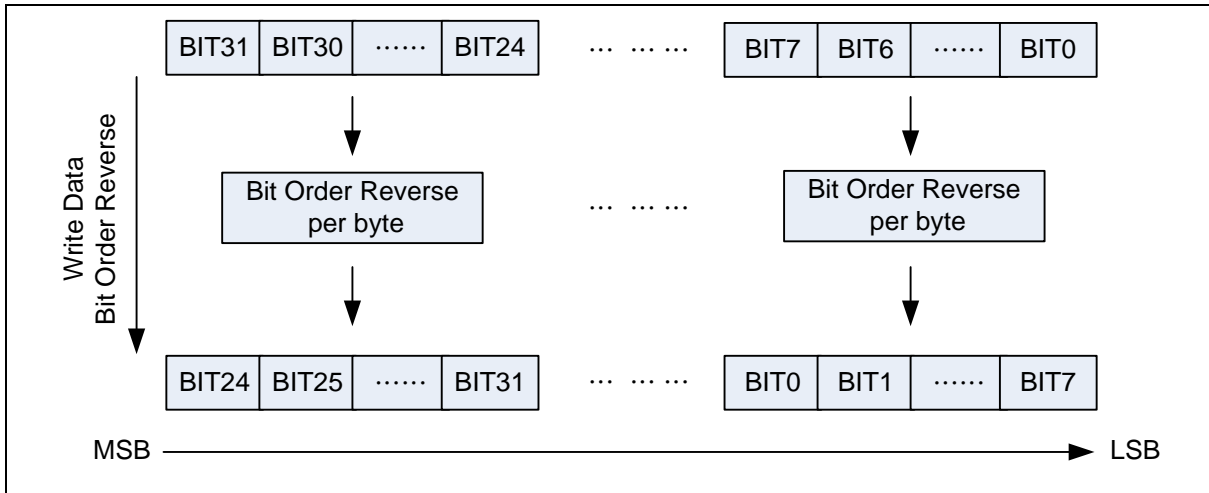 BIT31 BIT30 ...... BIT24 ... ... ... BIT7 BIT6 ...... BIT0
Write Data
Bit Order Reverse
Bit Order Reverse
per byte
... ... ...
Bit Order Reverse
per byte
BIT24 BIT25 ...... BIT31 ... ... ... BIT0 BIT1 ...... BIT7
MSB LSB